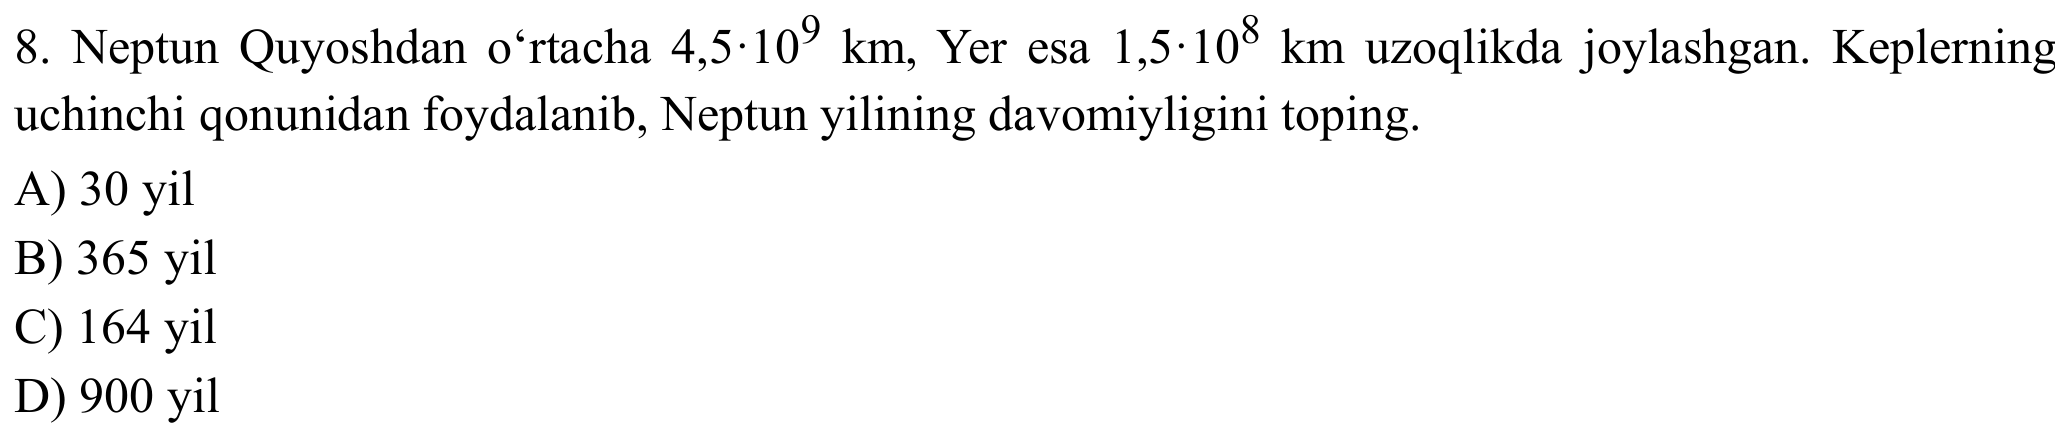 8. Neptun Quyoshdan o‘rtacha 4,5·10⁹ km, Yer esa 1,5·10⁸ km uzoqlikda joylashgan. Keplerning
uchinchi qonunidan foydalanib, Neptun yilining davomiyligini toping.
A) 30 yil
B) 365 yil
C) 164 yil
D) 900 yil